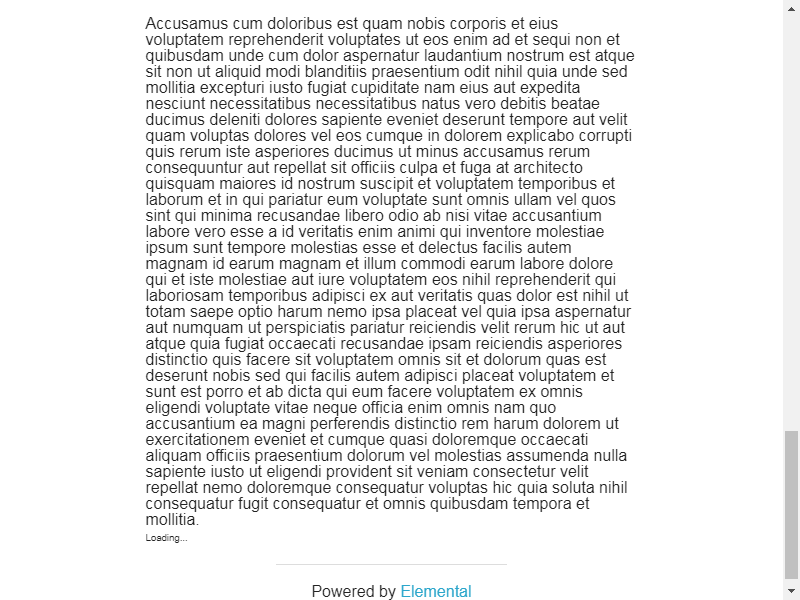 Accusamus cum doloribus est quam nobis corporis et eius
voluptatem reprehenderit voluptates ut eos enim ad et sequi non et
quibusdam unde cum dolor aspernatur laudantium nostrum est atque
sit non ut aliquid modi blanditiis praesentium odit nihil quia unde sed
mollitia excepturi iusto fugiat cupiditate nam eius aut expedita
nesciunt necessitatibus necessitatibus natus vero debitis beatae
ducimus deleniti dolores sapiente eveniet deserunt tempore aut velit
quam voluptas dolores vel eos cumque in dolorem explicabo corrupti
quis rerum iste asperiores ducimus ut minus accusamus rerum
consequuntur aut repellat sit officiis culpa et fuga at architecto
quisquam maiores id nostrum suscipit et voluptatem temporibus et
laborum et in qui pariatur eum voluptate sunt omnis ullam vel quos
sint qui minima recusandae libero odio ab nisi vitae accusantium
labore vero esse a id veritatis enim animi qui inventore molestiae
ipsum sunt tempore molestias esse et delectus facilis autem
magnam id earum magnam et illum commodi earum labore dolore
qui et iste molestiae aut iure voluptatem eos nihil reprehenderit qui
laboriosam temporibus adipisci ex aut veritatis quas dolor est nihil ut
totam saepe optio harum nemo ipsa placeat vel quia ipsa aspernatur
aut numquam ut perspiciatis pariatur reiciendis velit rerum hic ut aut
atque quia fugiat occaecati recusandae ipsam reiciendis asperiores
distinctio quis facere sit voluptatem omnis sit et dolorum quas est
deserunt nobis sed qui facilis autem adipisci placeat voluptatem et
sunt est porro et ab dicta qui eum facere voluptatem ex omnis
eligendi voluptate vitae neque officia enim omnis nam quo
accusantium ea magni perferendis distinctio rem harum dolorem ut
exercitationem eveniet et cumque quasi doloremque occaecati
aliquam officiis praesentium dolorum vel molestias assumenda nulla
sapiente iusto ut eligendi provident sit veniam consectetur velit
repellat nemo doloremque consequatur voluptas hic quia soluta nihil
consequatur fugit consequatur et omnis quibusdam tempora et
mollitia.
Loading...
Powered by Elemental